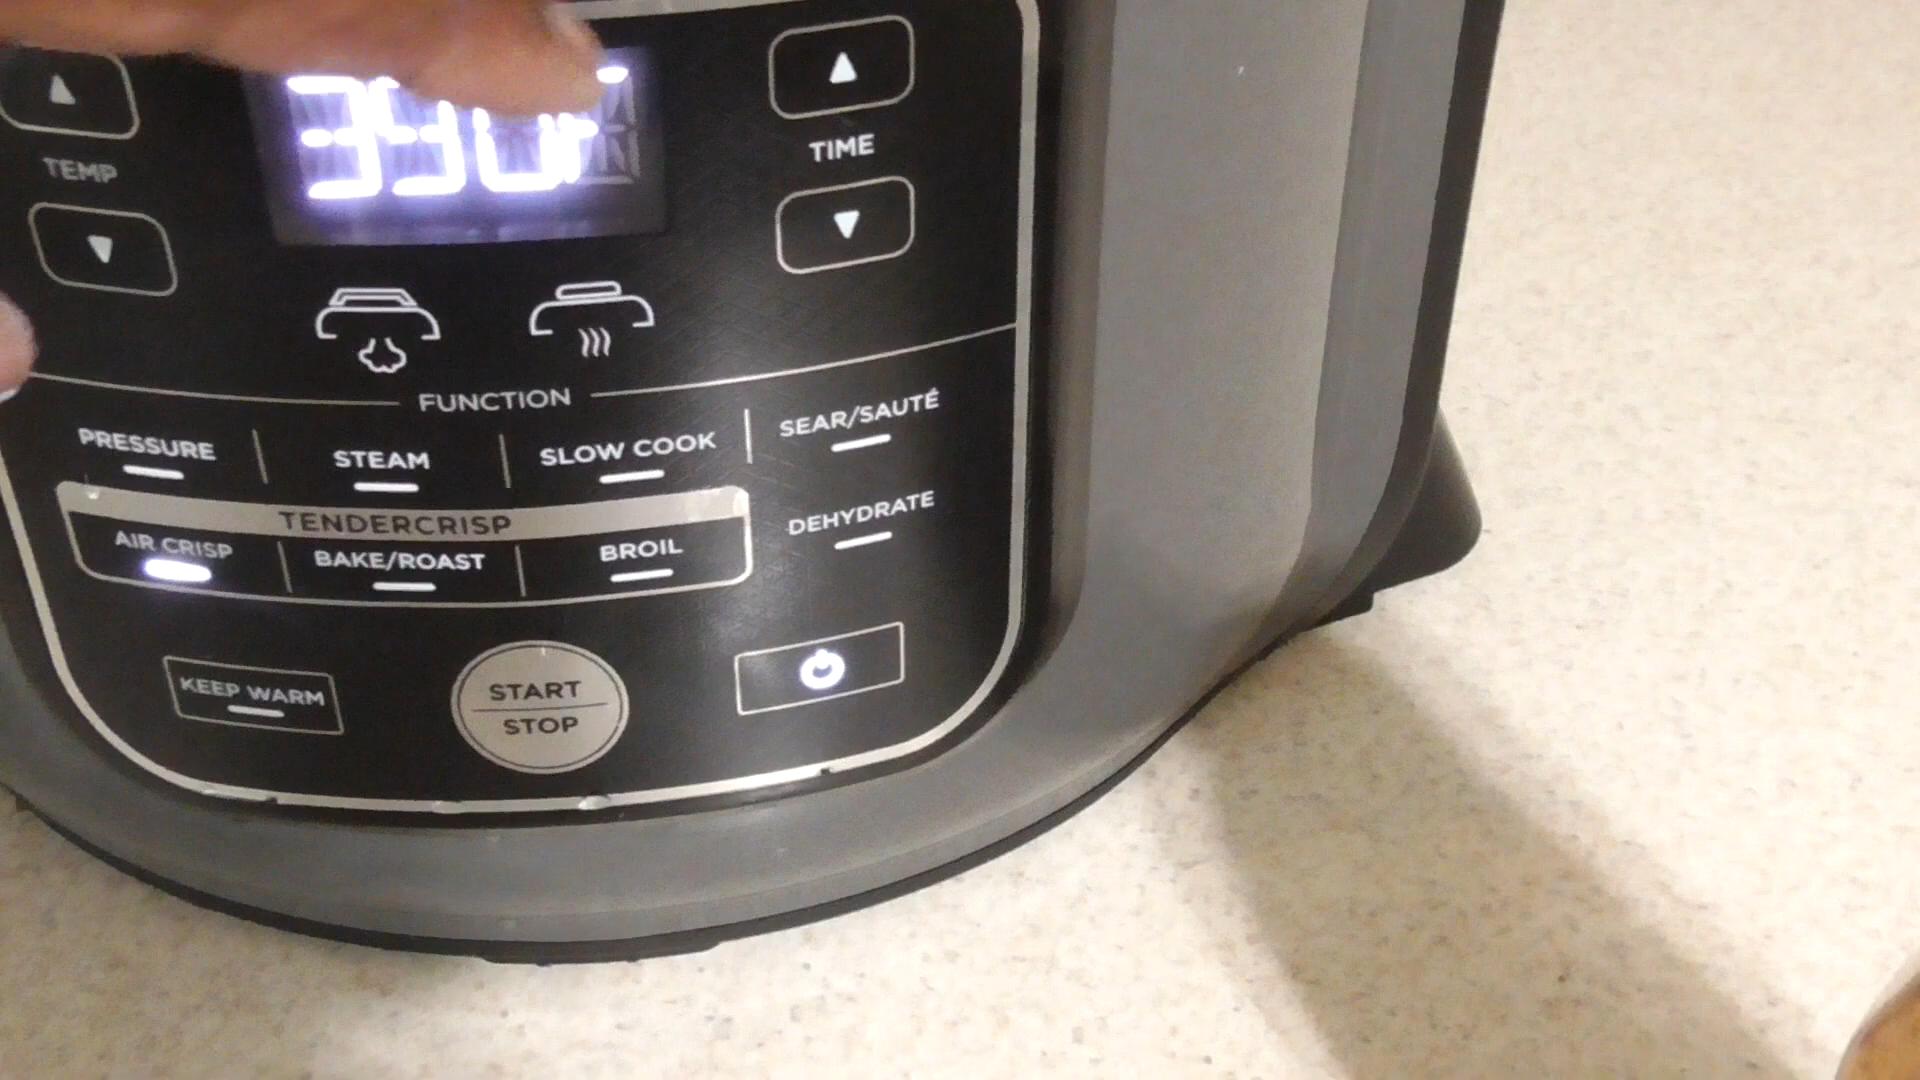 TEMP
TIME
FUNCTION
PRESSURE
STEAM
SLOW COOK
SEAR/SAUTÉ
TENDERCRISP
DEHYDRATE
AIR CRISP
BAKE/ROAST
BROIL
KEEP WARM
START
STOP